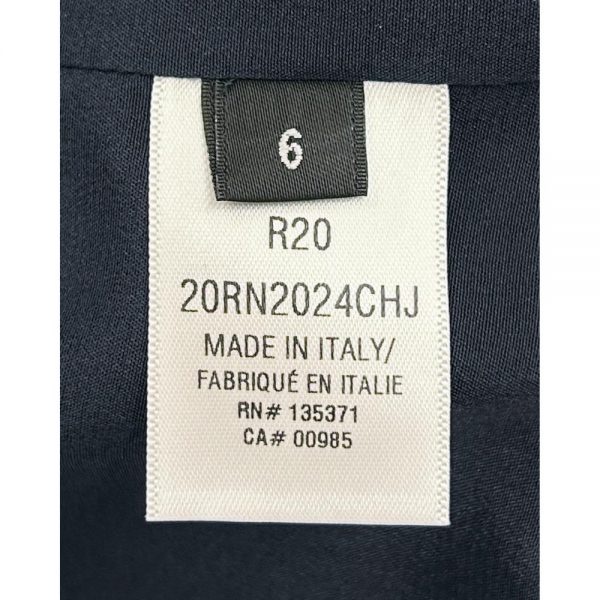 6
R20
20RN2024CHJ
MADE IN ITALY/
FABRIQUÉ EN ITALIE
RN# 135371
CA# 00985